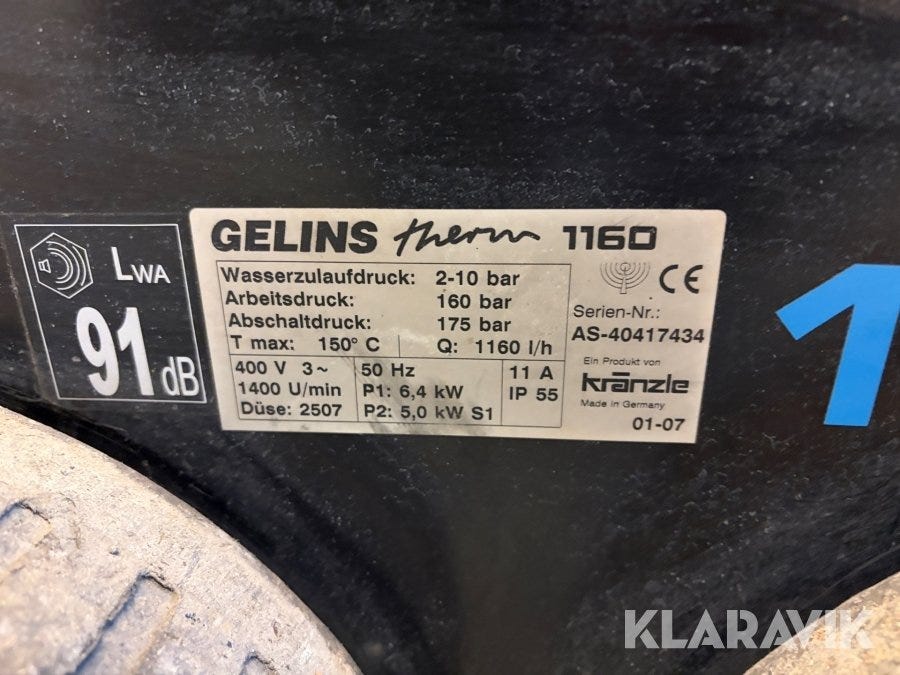 LWA
91 dB
GELINS therm 1160
Wasserzulaufdruck: 2-10 bar
Arbeitsdruck: 160 bar
Abschaltdruck: 175 bar
T max: 150° C Q: 1160 l/h
400 V 3~ 50 Hz 11 A
1400 U/min P1: 6,4 kW IP 55
Düse: 2507 P2: 5,0 kW S1
CE
Serien-Nr.:
AS-40417434
Ein Produkt von
Kränzle
Made in Germany
01-07
1
KLARAVIK